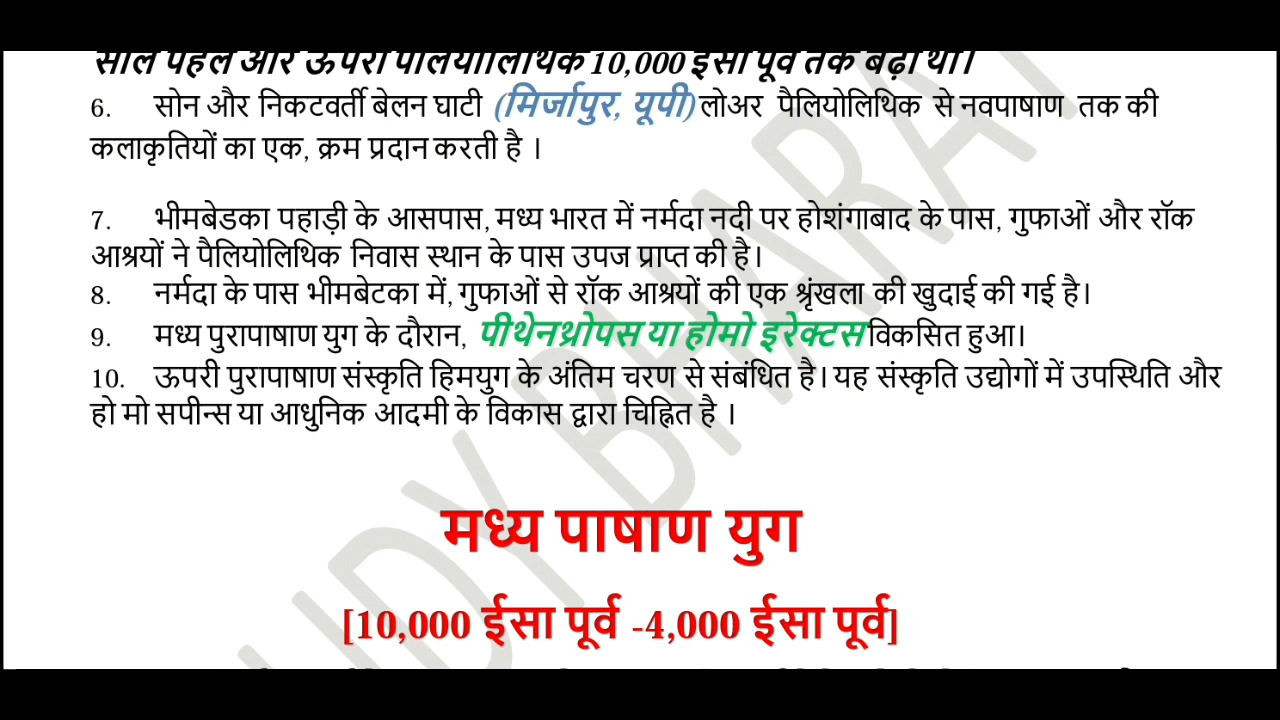 साल पहले और ऊपरी पॉलियोलिथिक 10,000 ईसा पूर्व तक बढ़ा था।
6. सोन और निकटवर्ती बेलन घाटी (मिर्जापुर, यूपी) लोअर पैलियोलिथिक से नवपाषाण तक की
कलाकृतियों का एक, क्रम प्रदान करती है ।
7. भीमबेडका पहाड़ी के आसपास, मध्य भारत में नर्मदा नदी पर होशंगाबाद के पास, गुफाओं और रॉक
आश्रयों ने पैलियोलिथिक निवास स्थान के पास उपज प्राप्त की है।
8. नर्मदा के पास भीमबेटका में, गुफाओं से रॉक आश्रयों की एक श्रृंखला की खुदाई की गई है।
9. मध्य पुरापाषाण युग के दौरान, पीथेनथ्रोपस या होमो इरेक्टस विकसित हुआ।
10. ऊपरी पुरापाषाण संस्कृति हिमयुग के अंतिम चरण से संबंधित है। यह संस्कृति उद्योगों में उपस्थिति और
हो मो सपीन्स या आधुनिक आदमी के विकास द्वारा चिह्नित है ।
मध्य पाषाण युग
[10,000 ईसा पूर्व -4,000 ईसा पूर्व]
UDY BHARAT